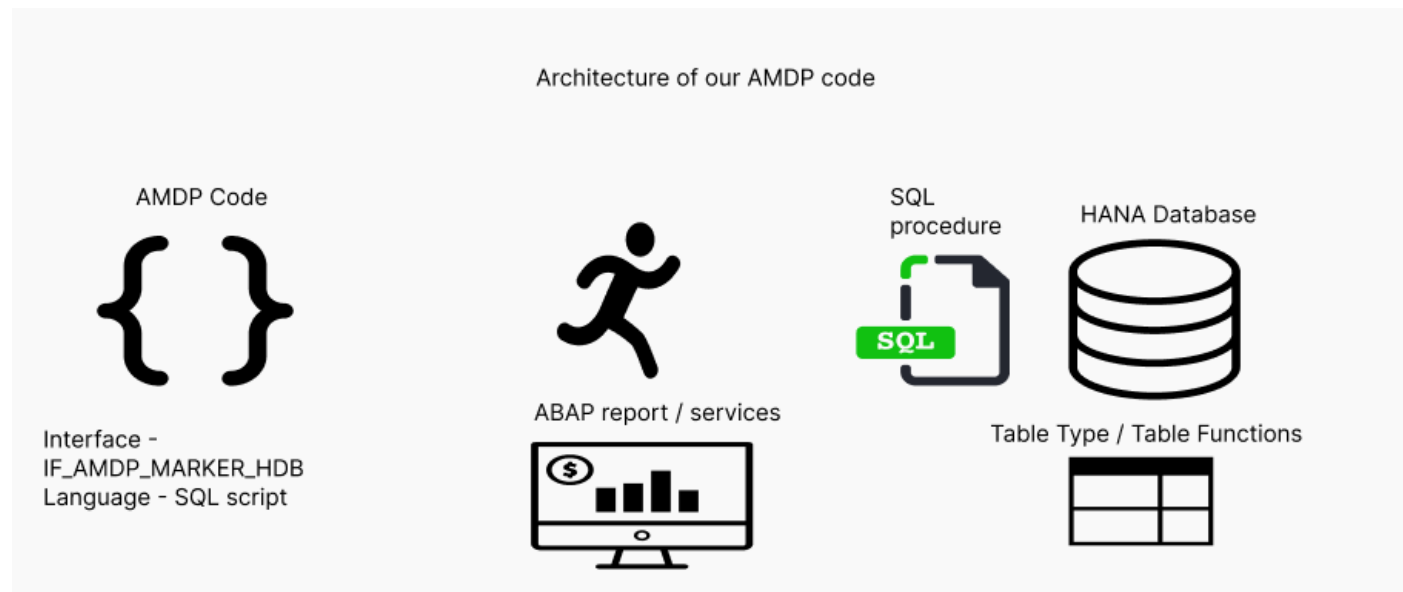 Architecture of our AMDP code
AMDP Code
Interface -
IF_AMDP_MARKER_HDB
Language - SQL script
ABAP report / services
$
SQL
procedure
SQL
HANA Database
Table Type / Table Functions